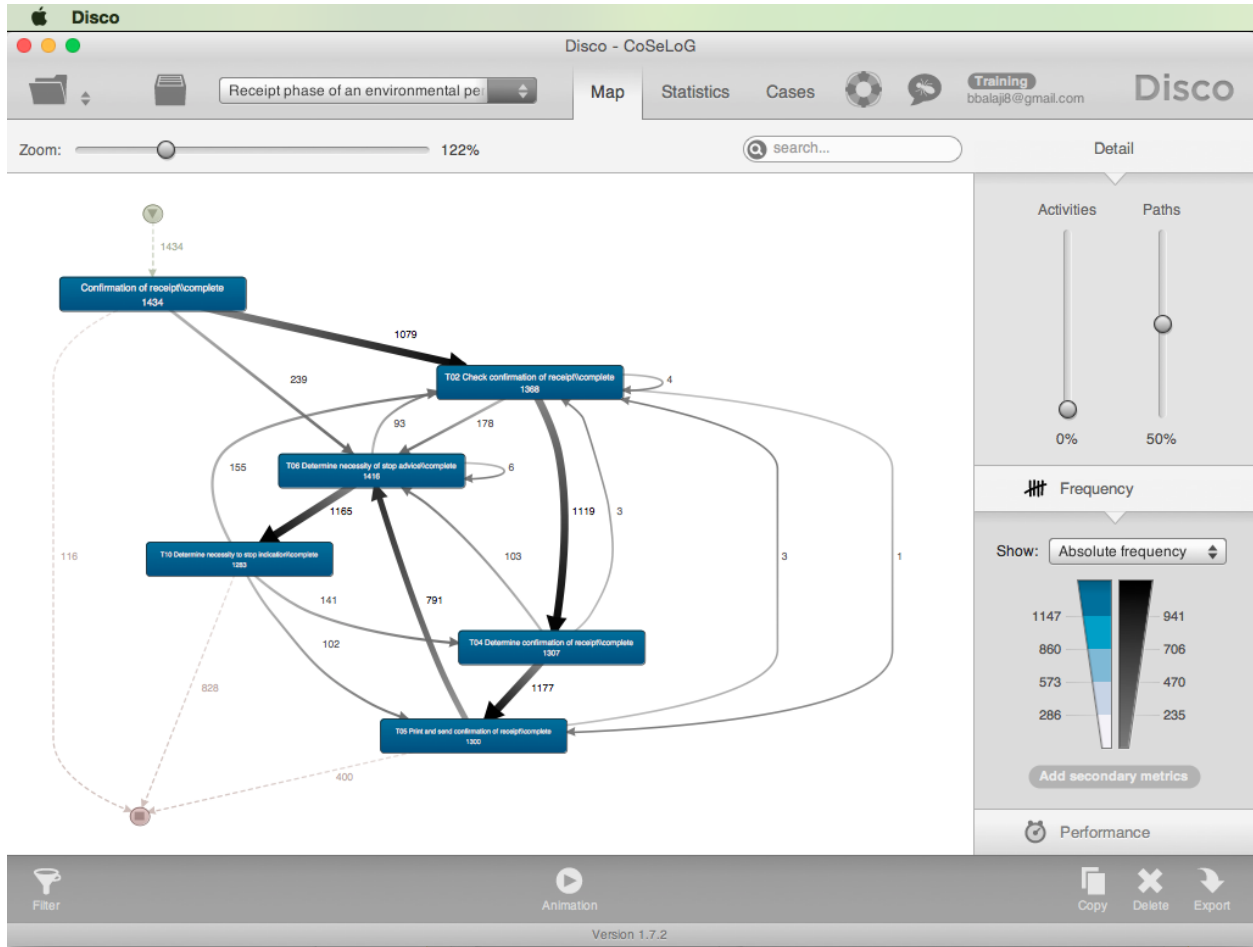 Disco
Disco - CoSeLoG
Receipt phase of an environmental per
Map
Statistics
Cases
Training
bbalaji8@gmail.com
Disco
Zoom:
122%
search...
Detail
1434
Confirmation of receipt\\complete
1434
1079
239
T02 Check confirmation of receipt\\complete
1368
4
93
178
155
T06 Determine necessity of stop advice\\complete
1416
6
1165
1119
3
116
T10 Determine necessity to stop indication\\complete
1283
103
3
1
141
791
102
T04 Determine confirmation of receipt\\complete
1307
828
1177
T05 Print and send confirmation of receipt\\complete
1300
400
Activities
Paths
0%
50%
Frequency
Show:
Absolute frequency
1147
941
860
706
573
470
286
235
Add secondary metrics
Performance
Filter
Animation
Copy
Delete
Export
Version 1.7.2